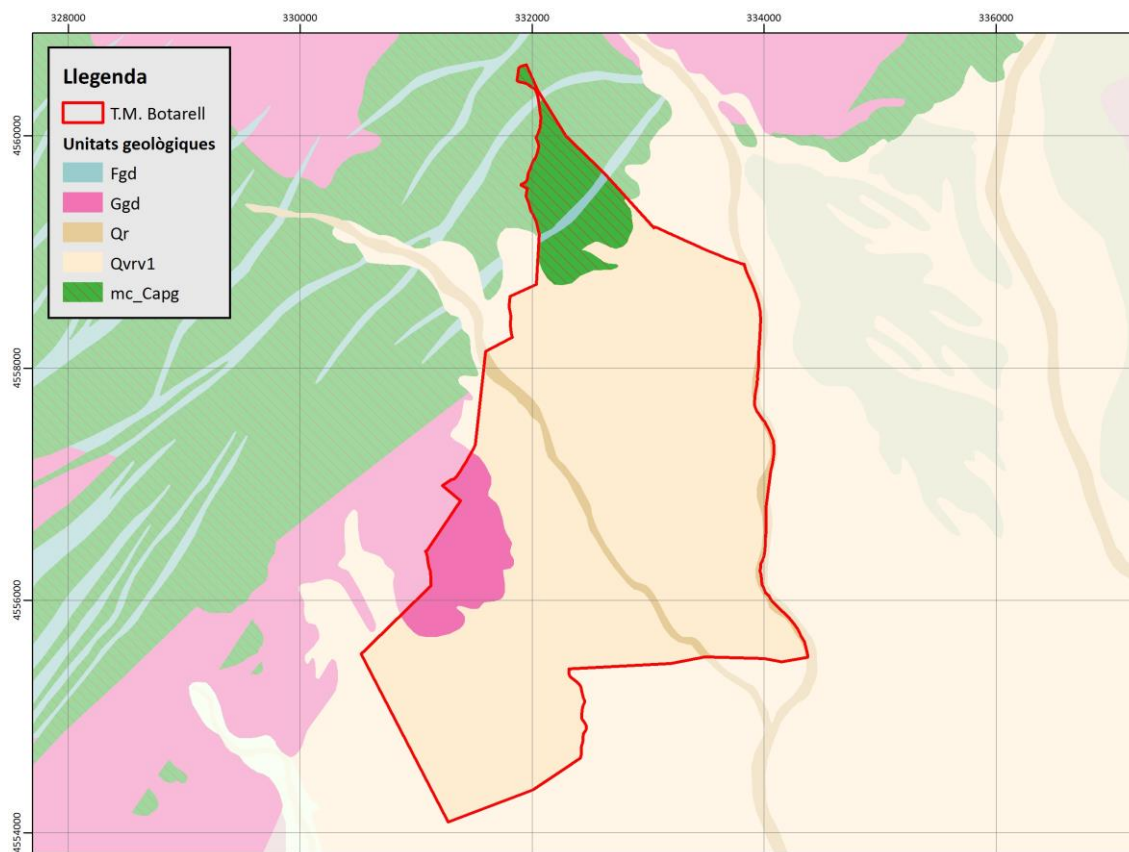 328000 330000 332000 334000 336000
Llegenda
T.M. Botarell
Unitats geològiques
Fgd
Ggd
Qr
Qvrv1
mc_Capg
4560000
4558000
4556000
4554000